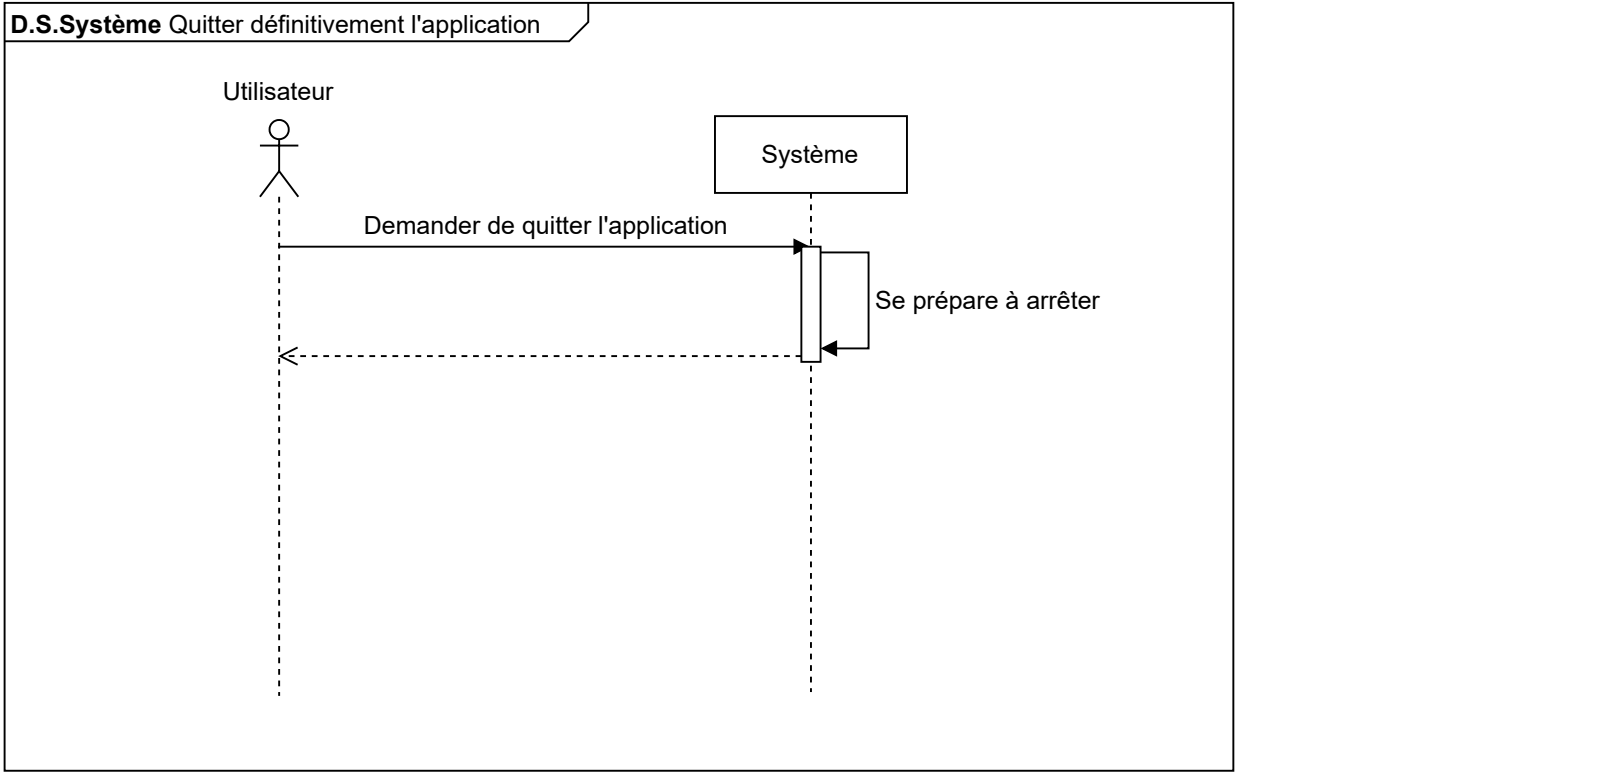 D.S.Système Quitter définitivement l'application
Utilisateur
Système
Demander de quitter l'application
Se prépare à arrêter